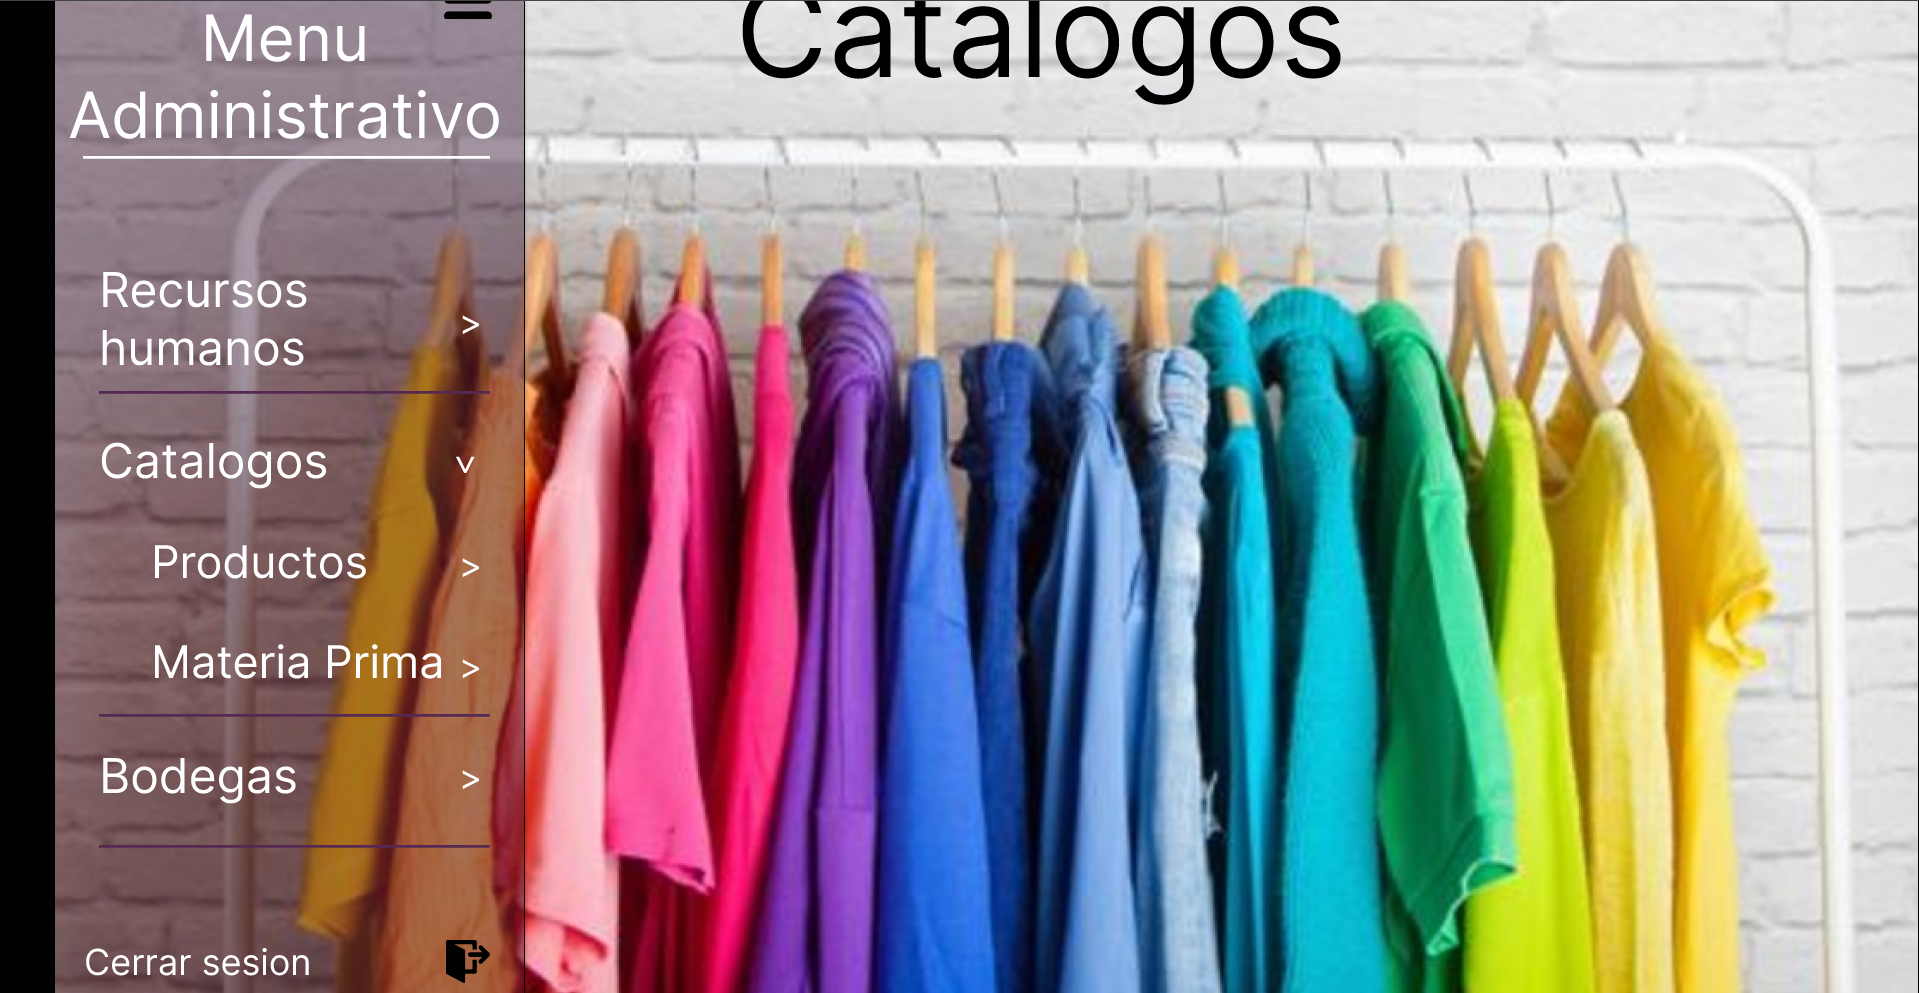 Menu
Administrativo
Catalogos
Recursos
humanos >
Catalogos v
Productos >
Materia Prima >
Bodegas >
Cerrar sesion